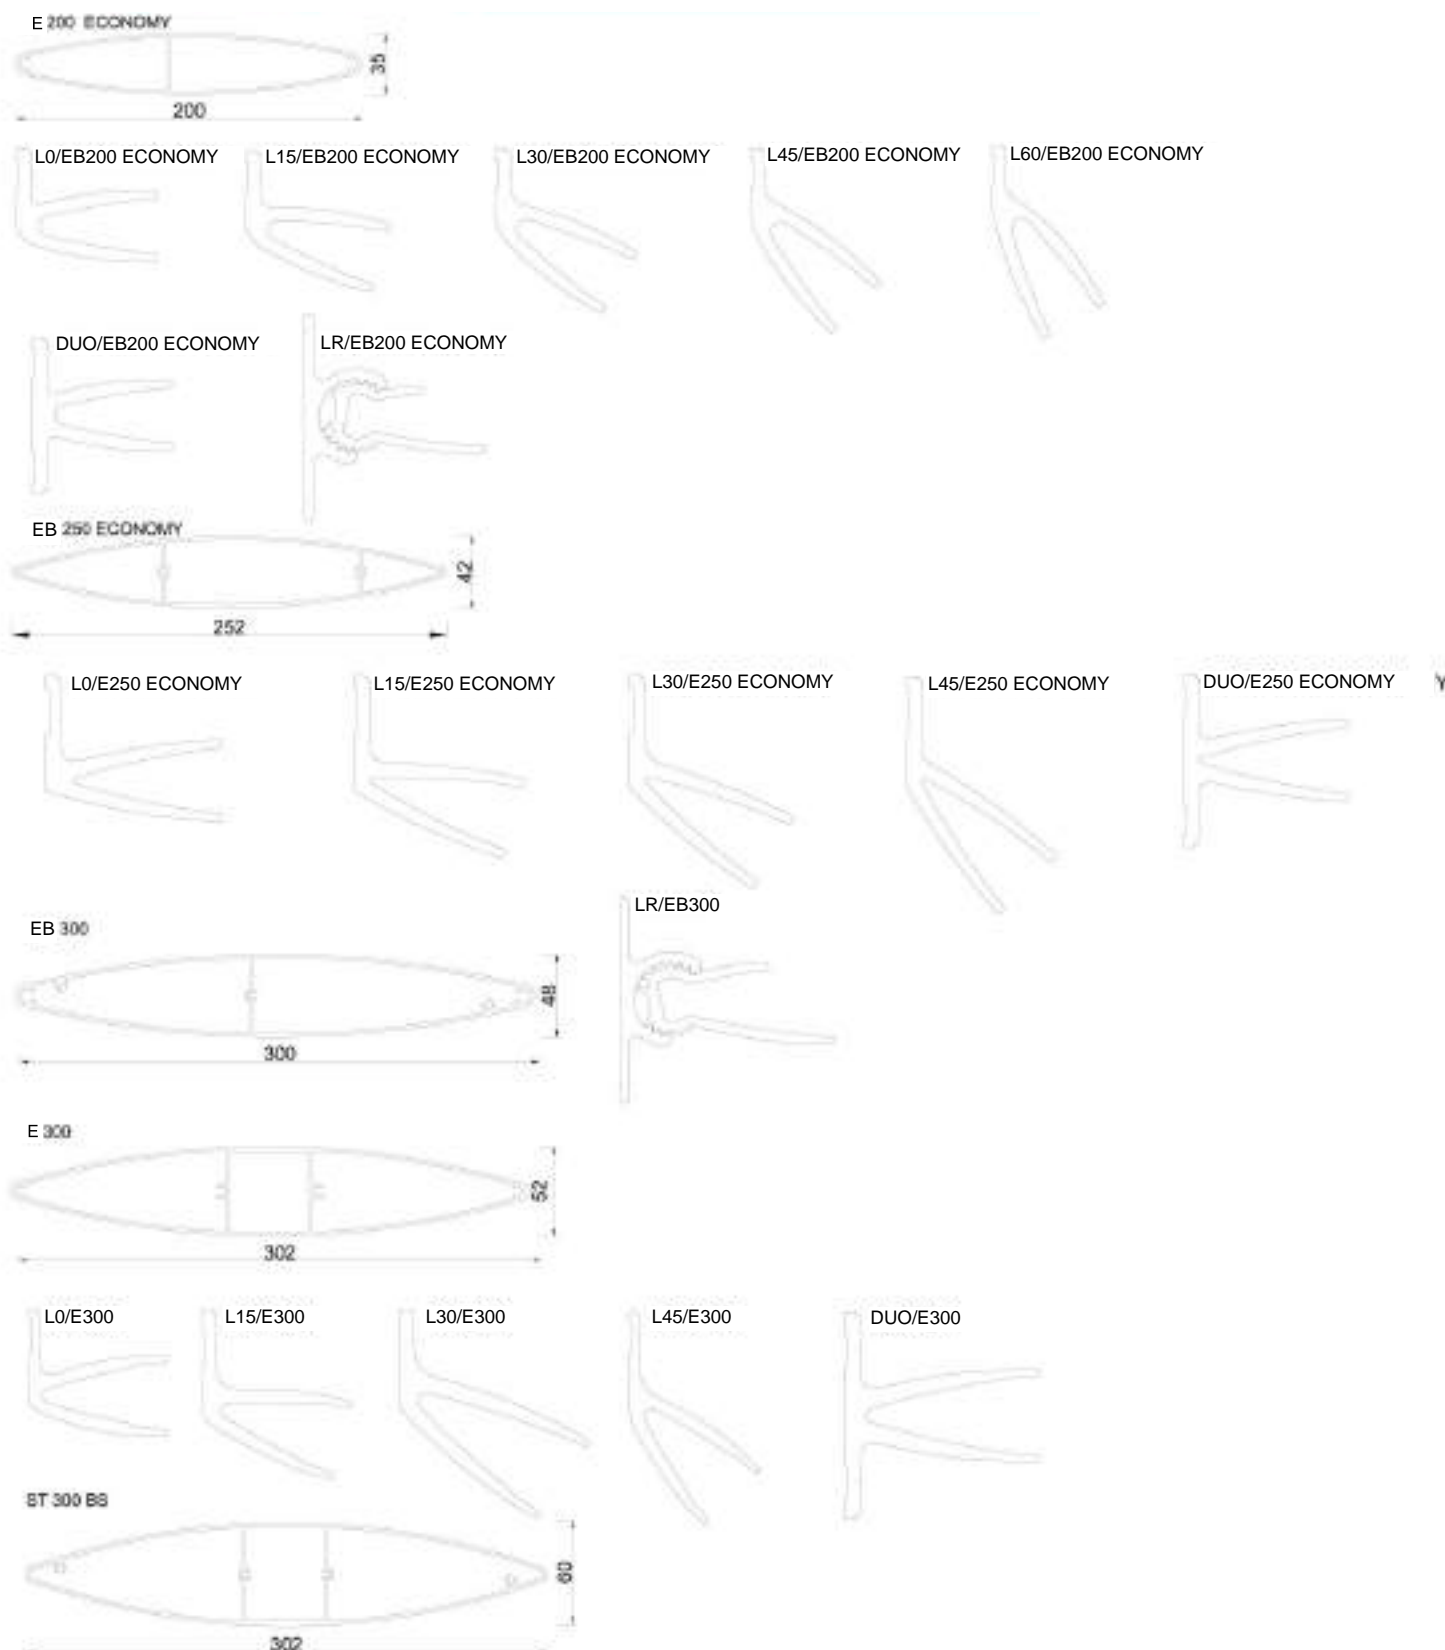 E 200 ECONOMY
35
200
L0/EB200 ECONOMY
L15/EB200 ECONOMY
L30/EB200 ECONOMY
L45/EB200 ECONOMY
L60/EB200 ECONOMY
DUO/EB200 ECONOMY
LR/EB200 ECONOMY
EB 250 ECONOMY
42
252
L0/E250 ECONOMY
L15/E250 ECONOMY
L30/E250 ECONOMY
L45/E250 ECONOMY
DUO/E250 ECONOMY
Y
LR/EB300
EB 300
48
300
E 300
52
302
L0/E300
L15/E300
L30/E300
L45/E300
DUO/E300
ST 300 BS
60
302